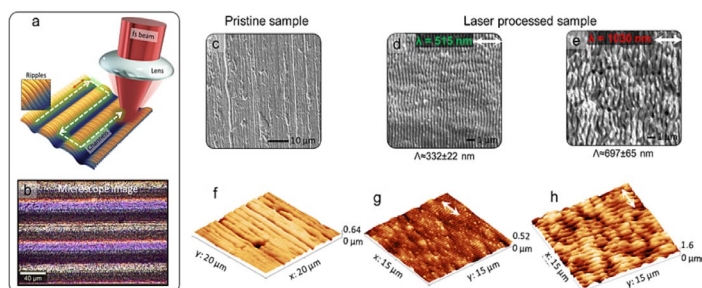 Pristine sample
Laser processed sample
a
fs beam
Lens
Ripples
Channels
b
Microscope image
40 μm
c
10 μm
d
λ = 515 nm
1 μm
Λ≈332±22 nm
e
λ = 1030 nm
1 μm
Λ≈697±65 nm
f
0.64
0 μm
y: 20 μm
x: 20 μm
g
0.52
0 μm
y: 15 μm
x: 15 μm
h
1.6
0 μm
x: 15 μm
y: 15 μm